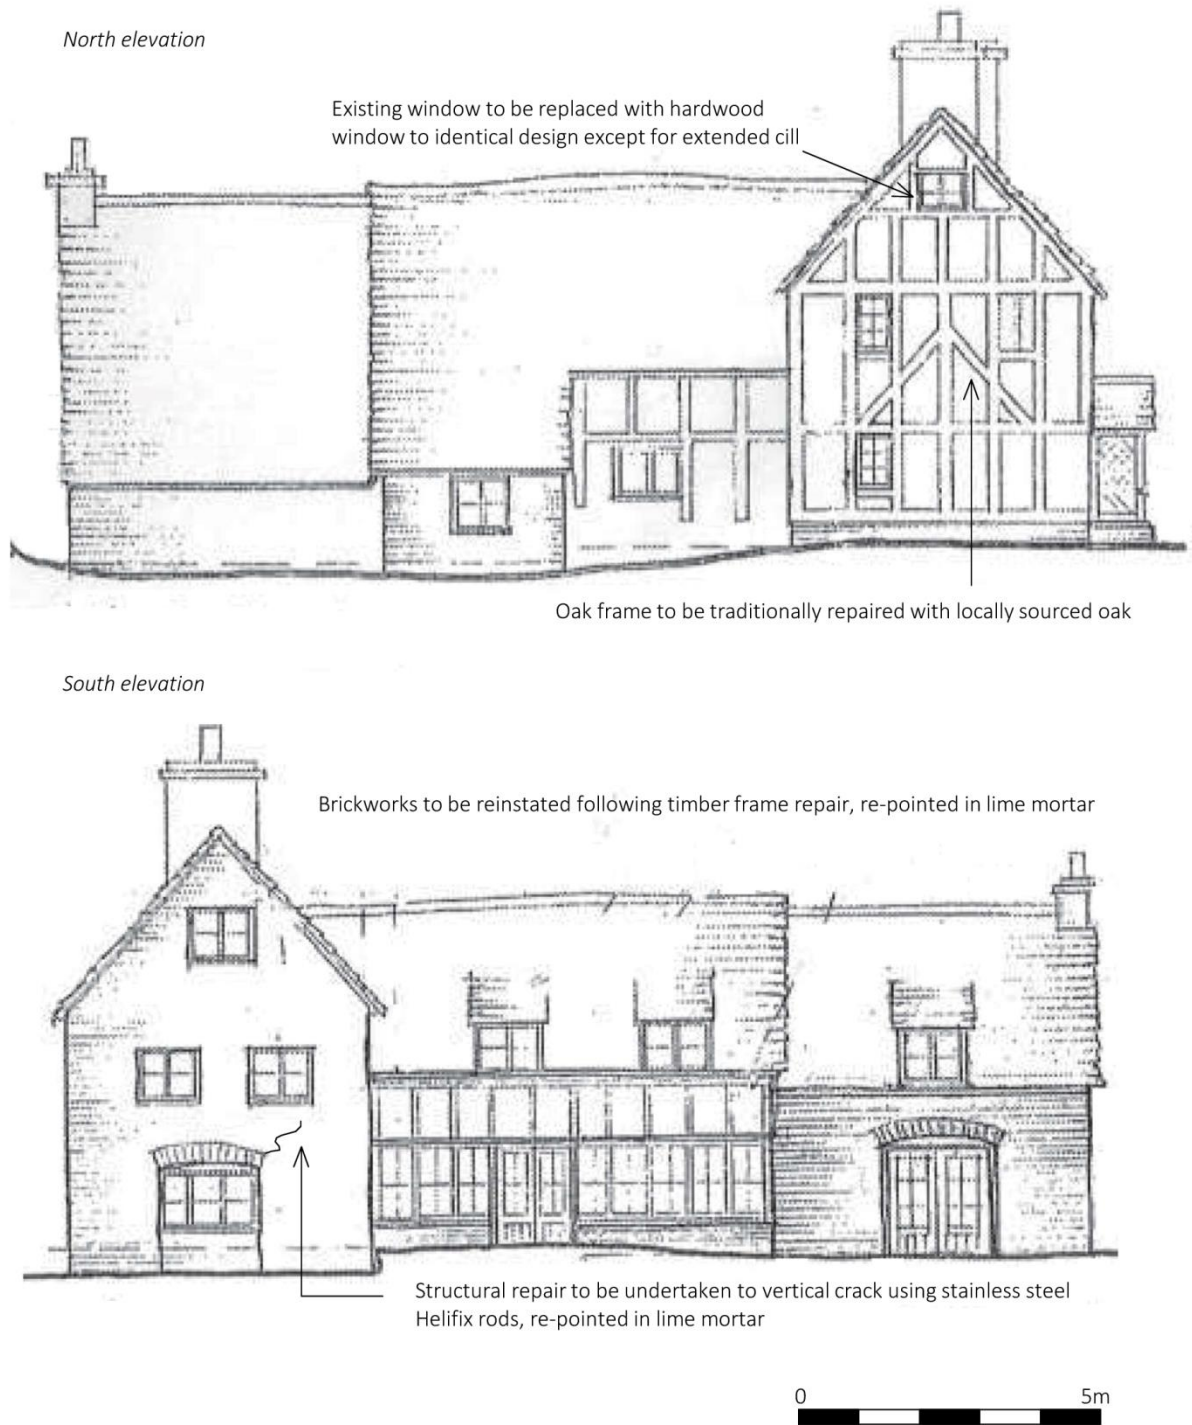 North elevation
Existing window to be replaced with hardwood
window to identical design except for extended cill
Oak frame to be traditionally repaired with locally sourced oak
South elevation
Brickworks to be reinstated following timber frame repair, re-pointed in lime mortar
Structural repair to be undertaken to vertical crack using stainless steel
Helifix rods, re-pointed in lime mortar
0 5m